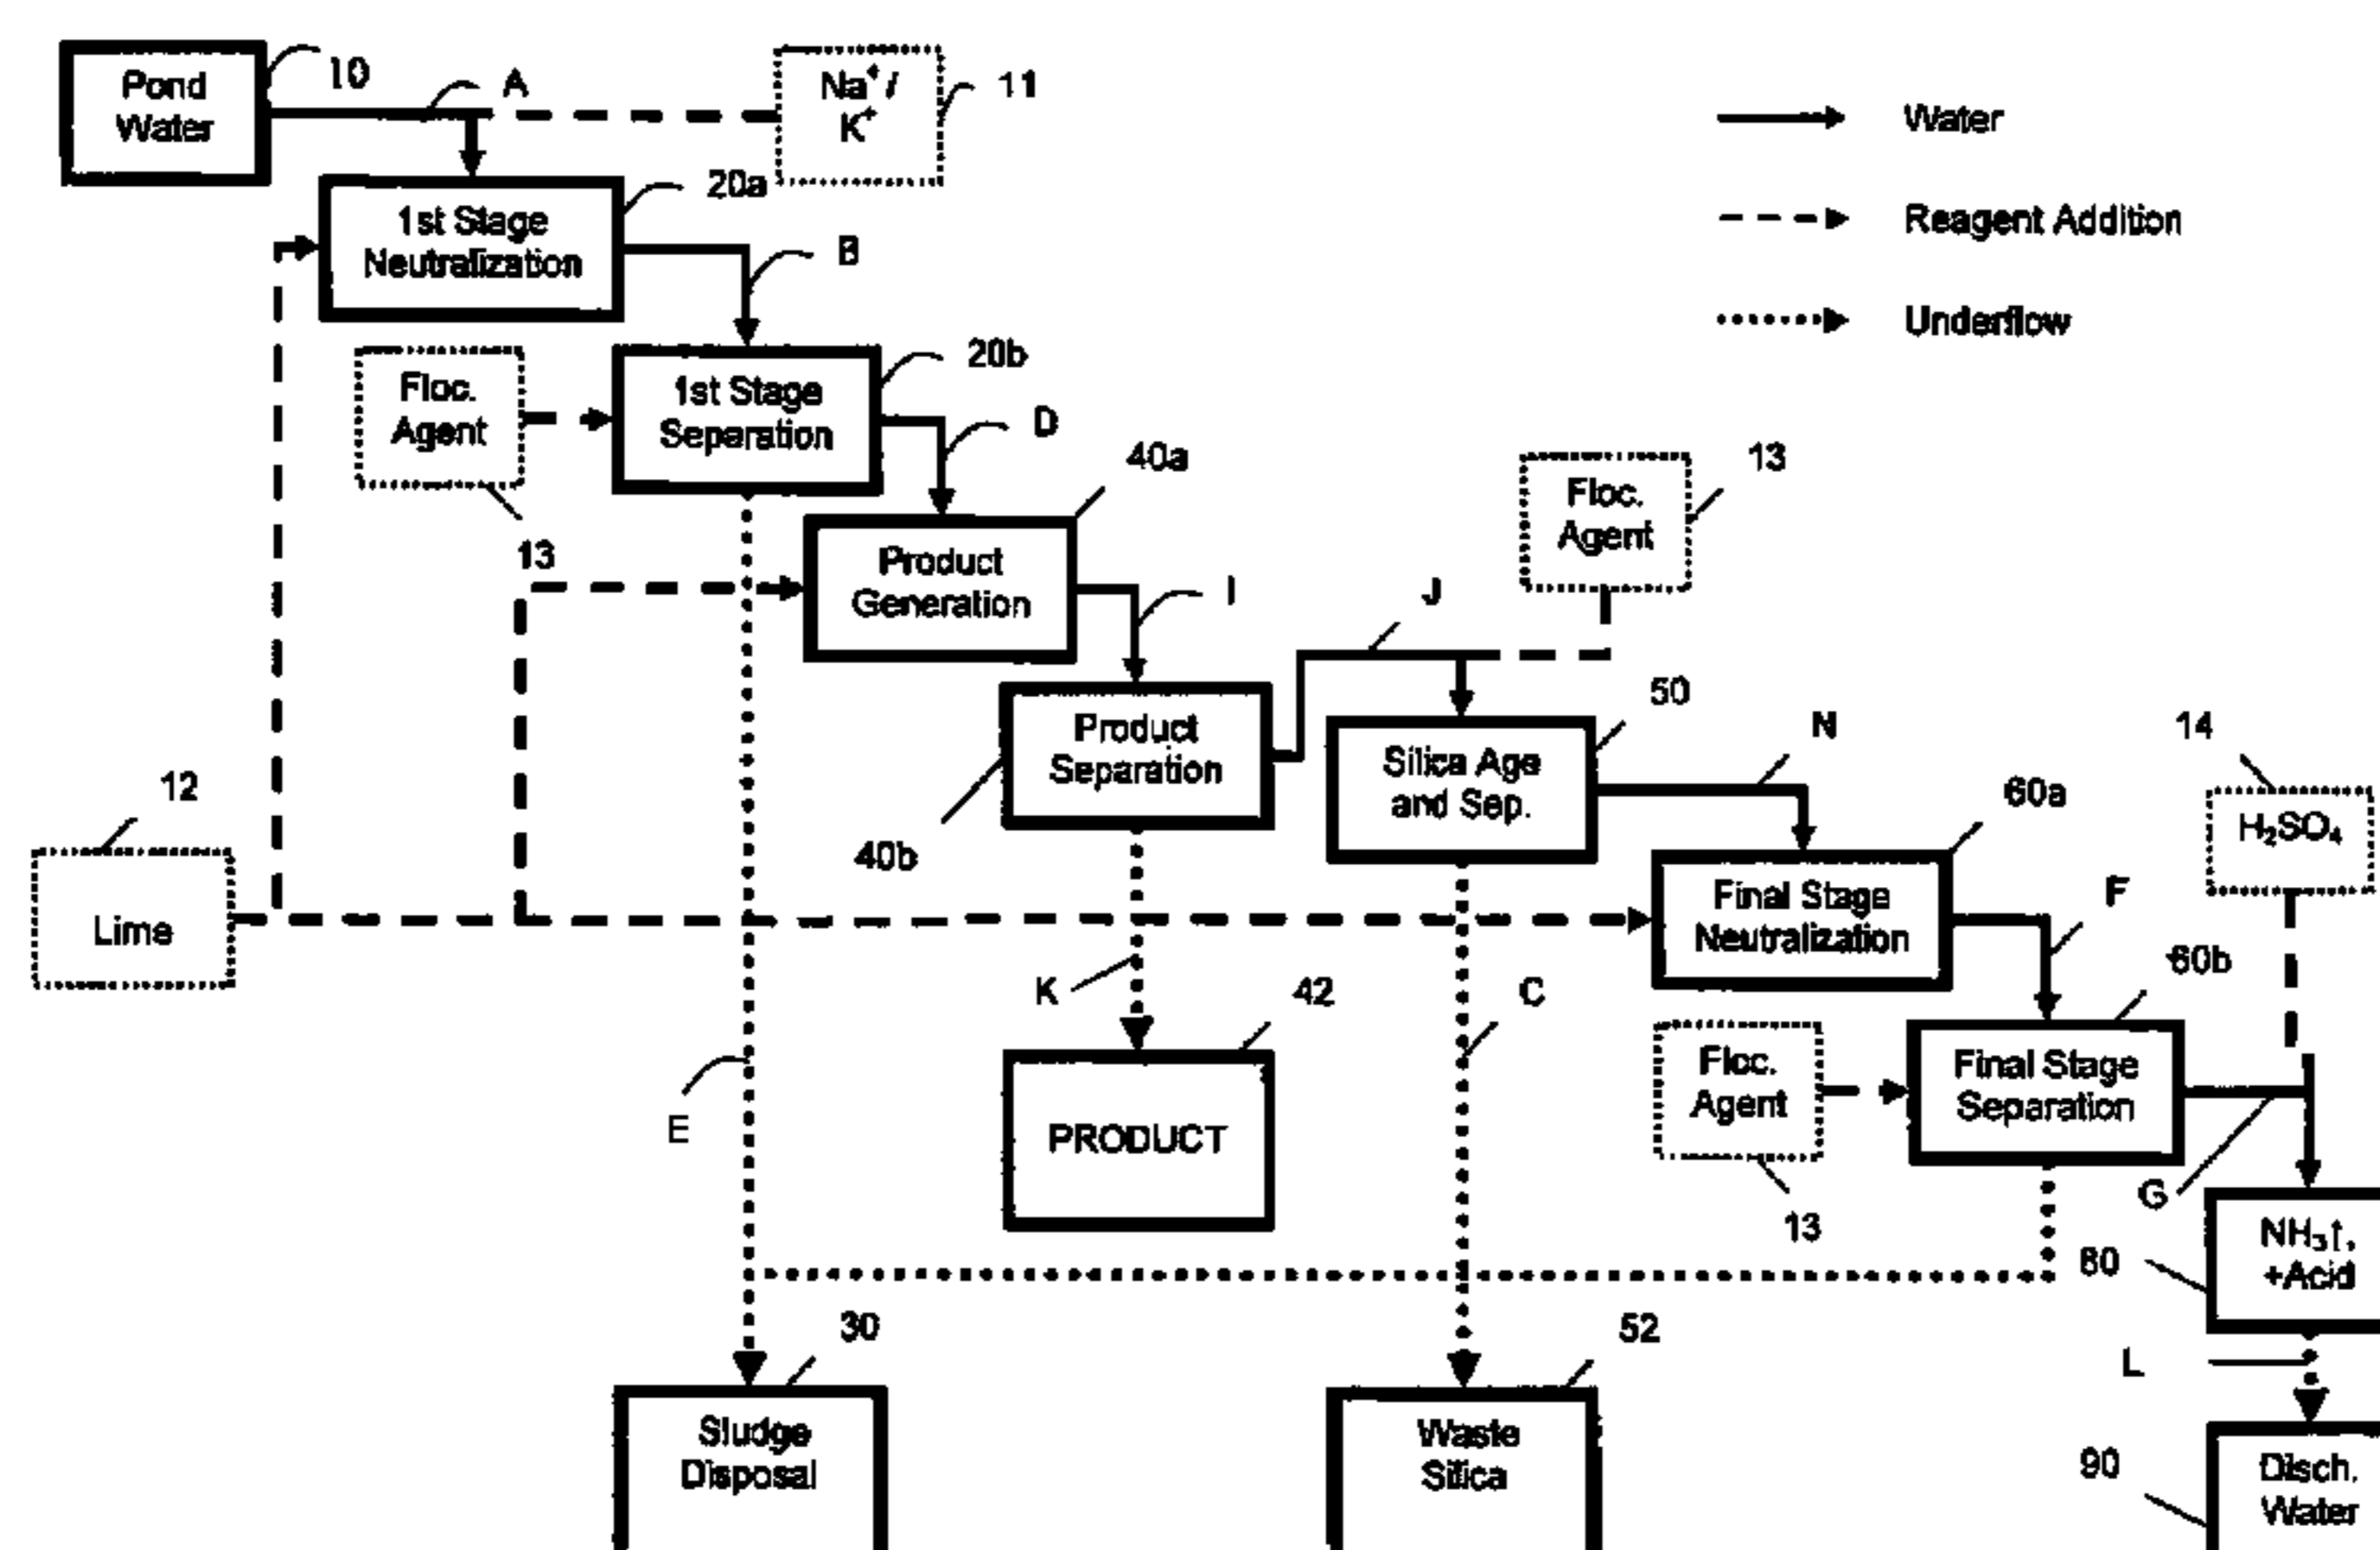 Pond
Water
10
A
Na⁺/
K⁺
11
Water
Reagent Addition
Underflow
1st Stage
Neutralization
20a
B
Floc.
Agent
13
1st Stage
Separation
20b
D
Product
Generation
40a
I
Floc.
Agent
13
J
Product
Separation
40b
Silica Age
and Sep.
50
N
14
H₂SO₄
12
Lime
Final Stage
Neutralization
60a
F
K
42
C
PRODUCT
E
Floc.
Agent
13
Final Stage
Separation
60b
G
NH₃↑,
+Acid
80
L
30
Sludge
Disposal
52
Waste
Silica
90
Disch.
Water